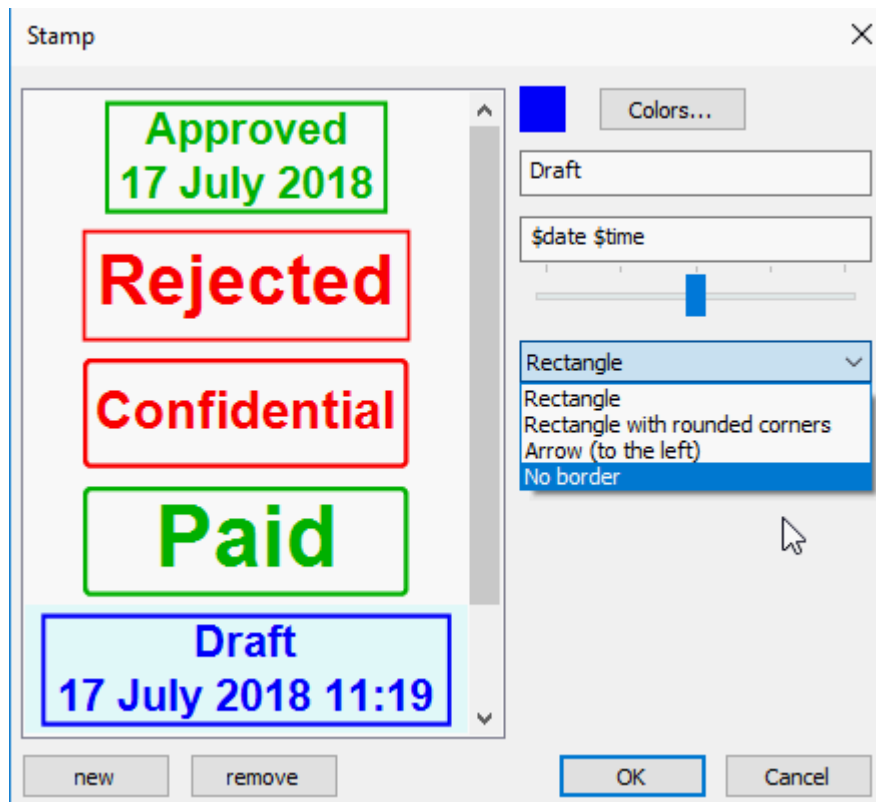 Stamp
Approved
17 July 2018
Rejected
Confidential
Paid
Draft
17 July 2018 11:19
Colors...
Draft
$date $time
Rectangle
Rectangle
Rectangle with rounded corners
Arrow (to the left)
No border
new
remove
OK
Cancel